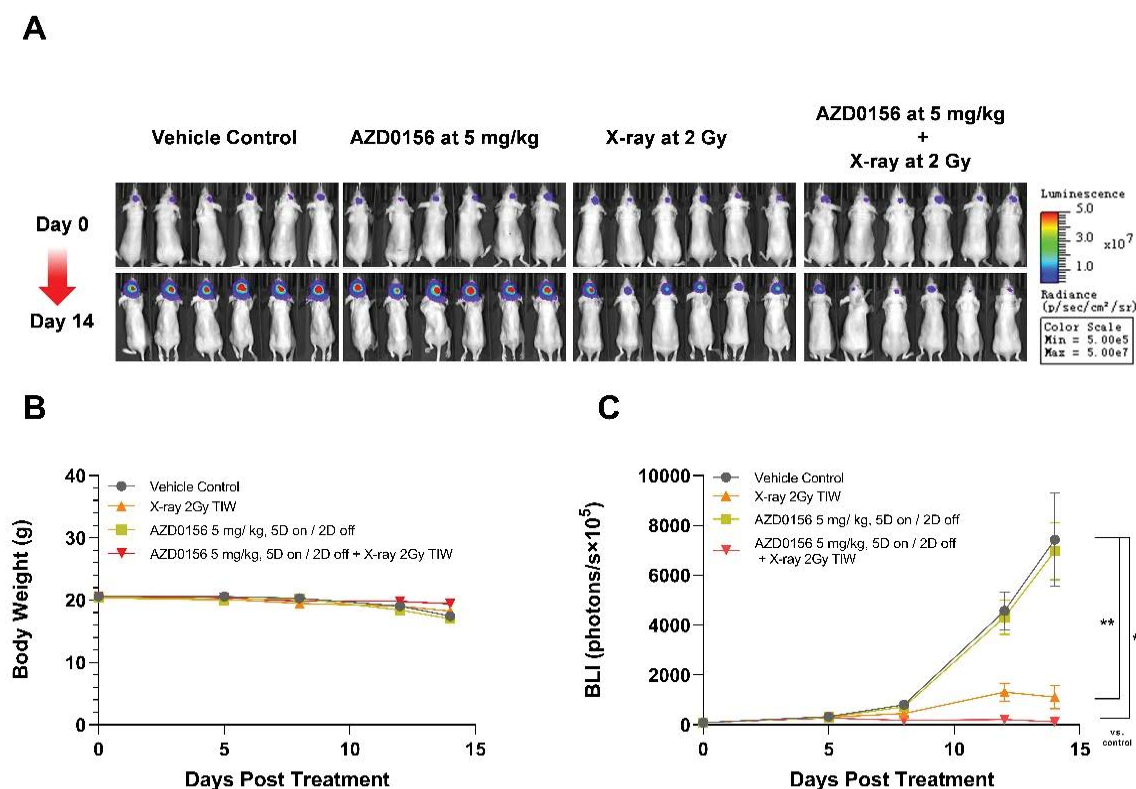 A
Vehicle Control
AZD0156 at 5 mg/kg
X-ray at 2 Gy
AZD0156 at 5 mg/kg
+
X-ray at 2 Gy
Day 0
Day 14
Luminescence
5.0
3.0
x10⁷
1.0
Radiance
(p/sec/cm²/sr)
Color Scale
Min = 5.00e5
Max = 5.00e7
B
Body Weight (g)
40
30
20
10
0
Vehicle Control
X-ray 2Gy TIW
AZD0156 5 mg/ kg, 5D on / 2D off
AZD0156 5 mg/kg, 5D on / 2D off + X-ray 2Gy TIW
0
5
10
15
Days Post Treatment
C
BLI (photons/s×10⁵)
10000
8000
6000
4000
2000
0
Vehicle Control
X-ray 2Gy TIW
AZD0156 5 mg/ kg, 5D on / 2D off
AZD0156 5 mg/kg, 5D on / 2D off
+ X-ray 2Gy TIW
**
vs.
control
0
5
10
15
Days Post Treatment